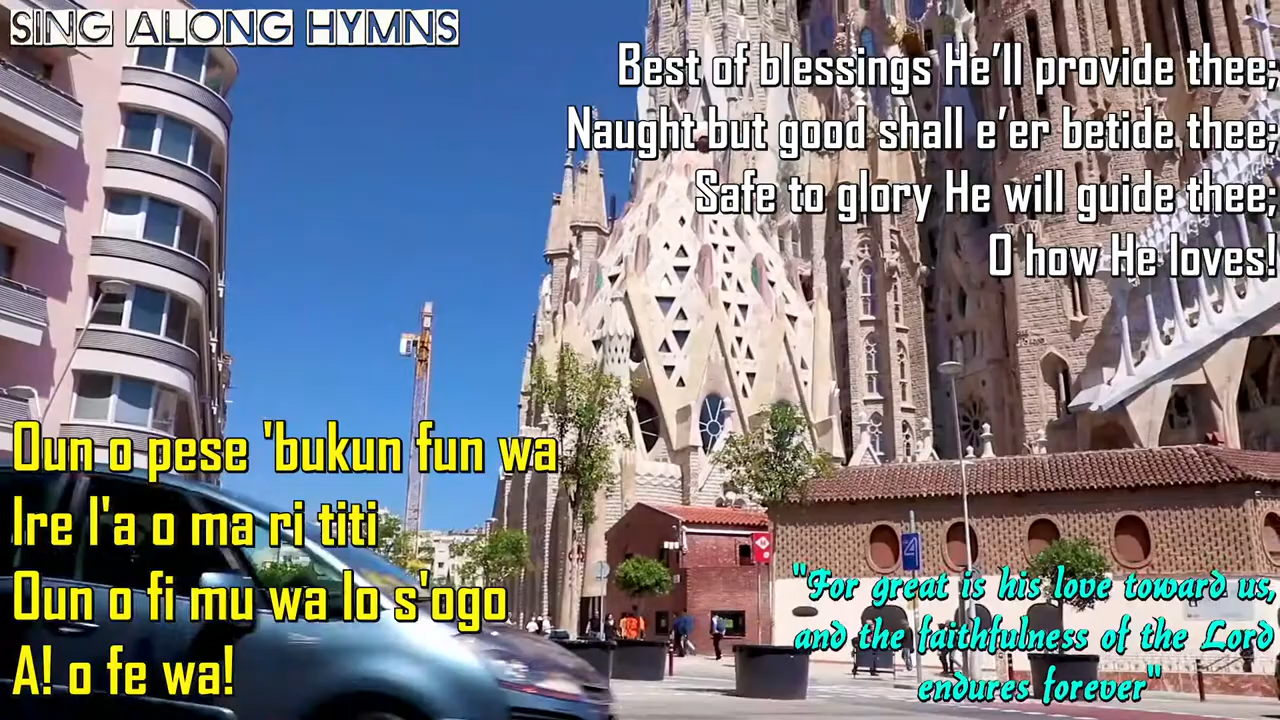 SING ALONG HYMNS
Best of blessings He'll provide thee;
Naught but good shall e'er betide thee;
Safe to glory He will guide thee;
O how He loves!
Oun o pese 'bukun fun wa
Ire l'a o ma ri titi
Oun o fi mu wa lo s'ogo
A! o fe wa!
"For great is his love toward us,
and the faithfulness of the Lord
endures forever"